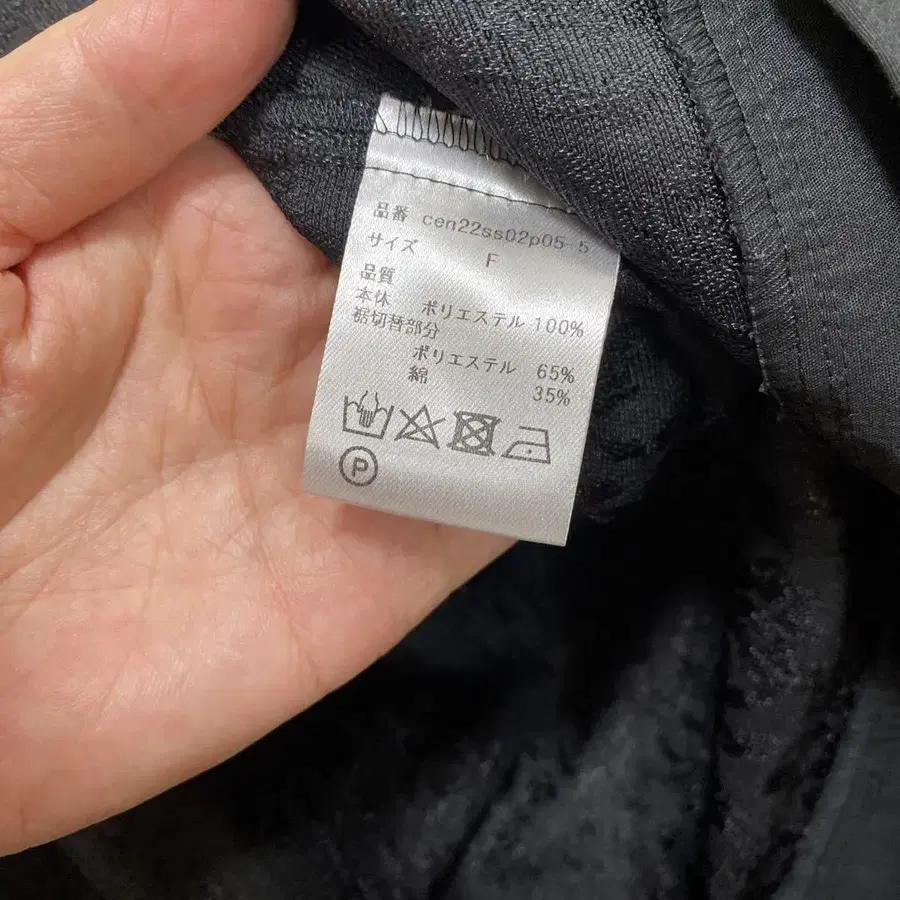 品番 cen22ss02p05-5
サイズ F
品質
本体 ポリエステル 100%
裾切替部分
ポリエステル 65%
綿 35%
P